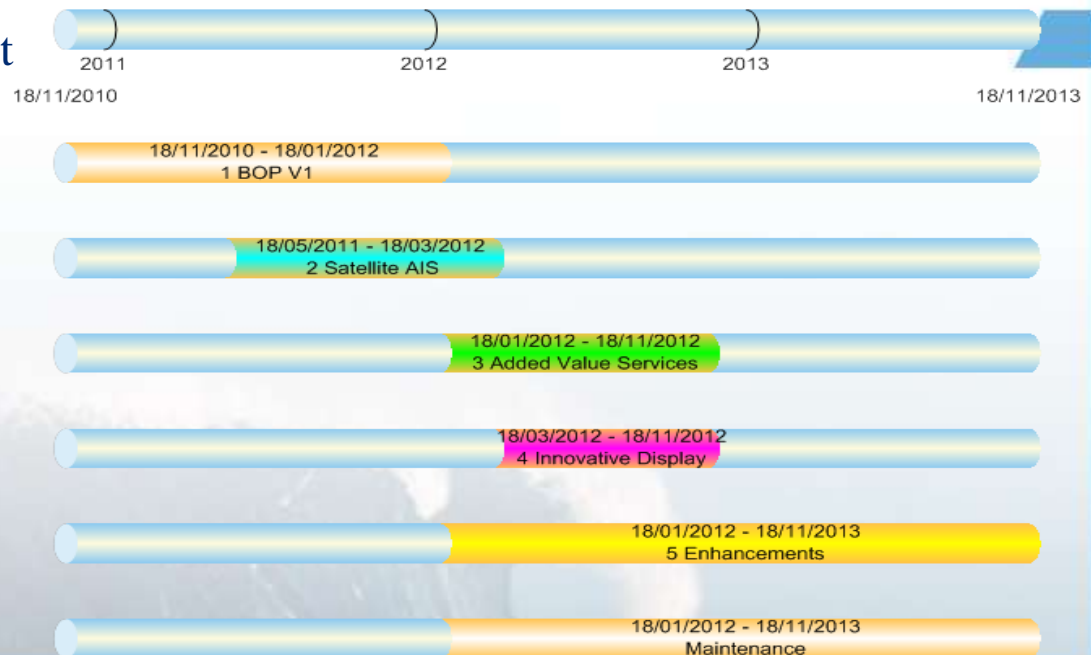 t
2011 2012 2013
18/11/2010 18/11/2013
18/11/2010 - 18/01/2012
1 BOP V1
18/05/2011 - 18/03/2012
2 Satellite AIS
18/01/2012 - 18/11/2012
3 Added Value Services
18/03/2012 - 18/11/2012
4 Innovative Display
18/01/2012 - 18/11/2013
5 Enhancements
18/01/2012 - 18/11/2013
Maintenance